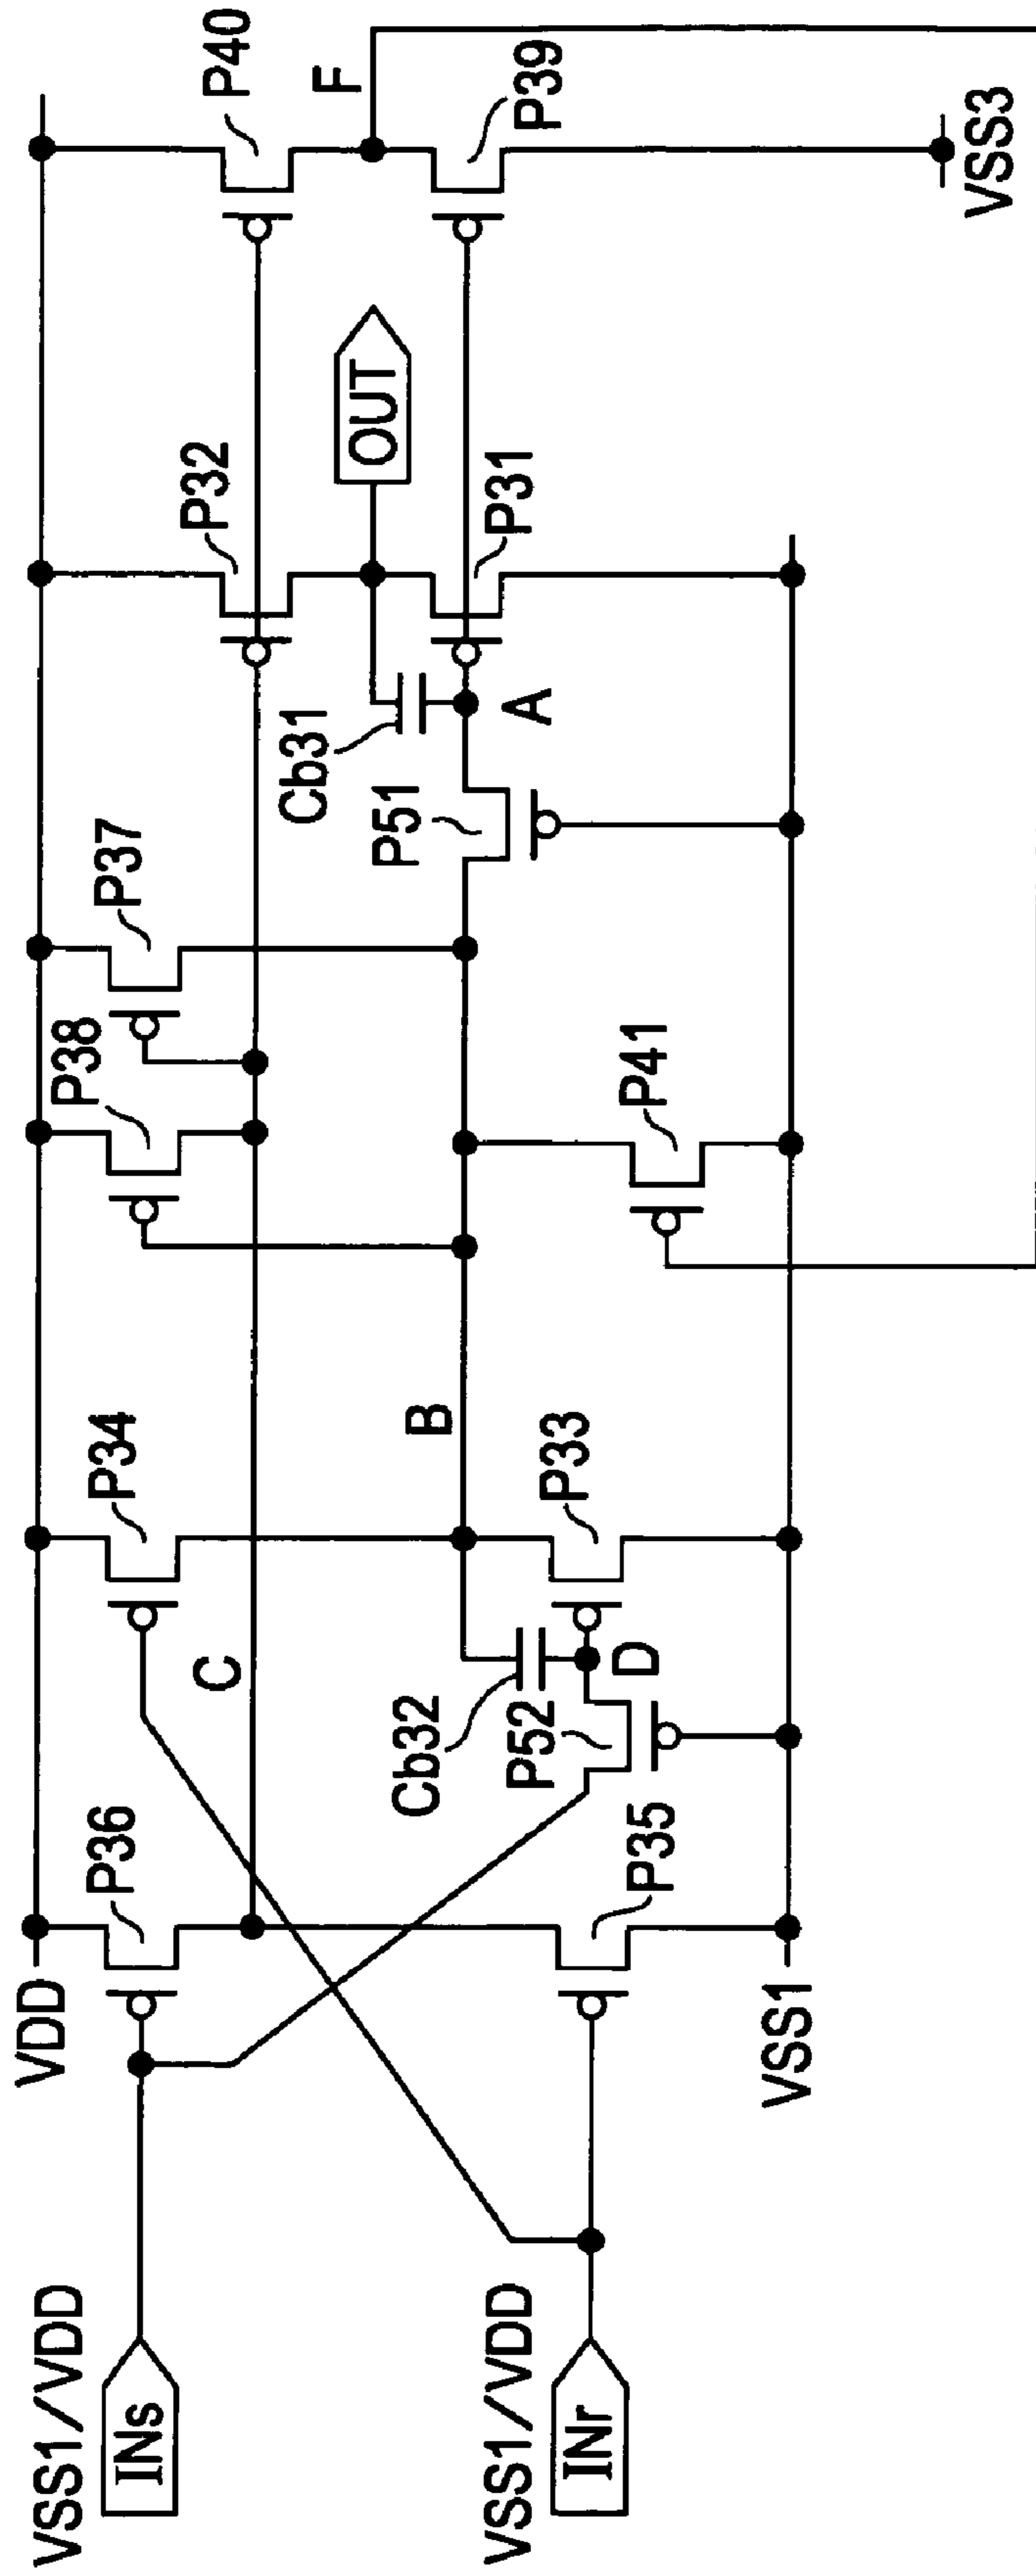 VDD
P36
P34
P38
P37
P32
P40
C
F
VSS1/VDD
INs
Cb32
B
Cb31
OUT
P52
D
P33
P41
P51
A
P31
P39
VSS1/VDD
INr
P35
VSS1
VSS3